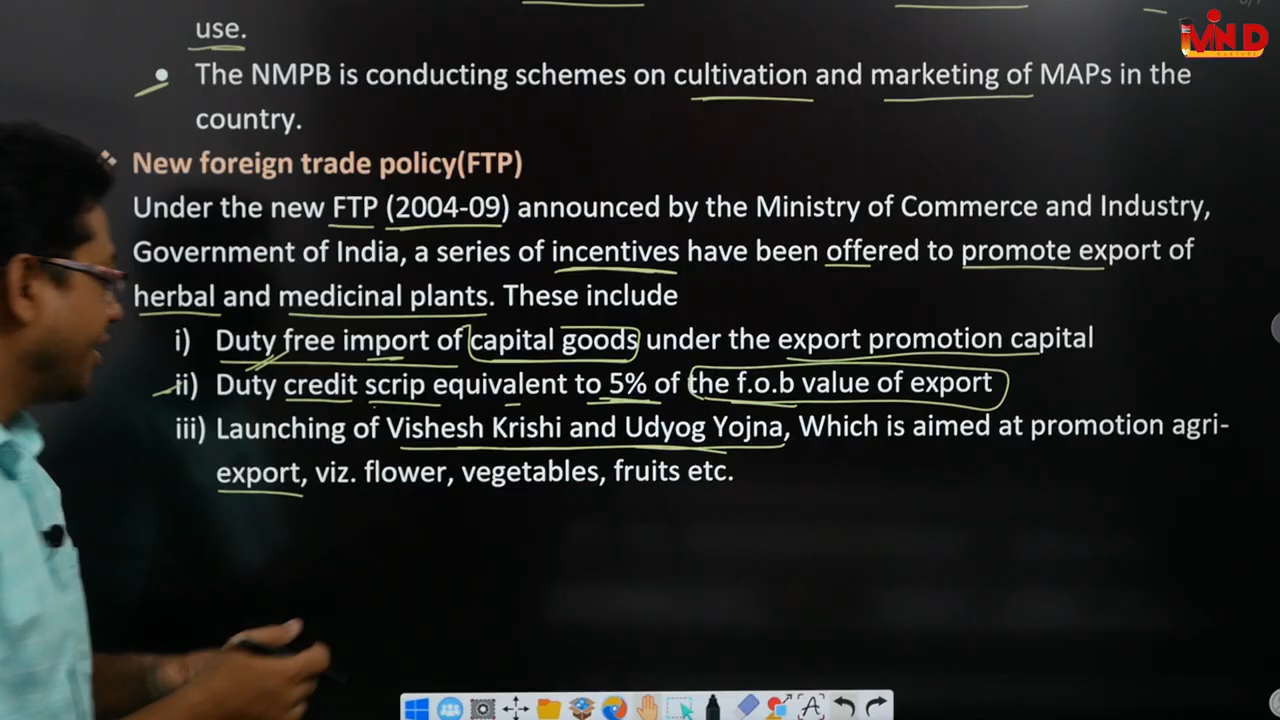 use.
MIND
• The NMPB is conducting schemes on cultivation and marketing of MAPs in the
country.
❖ New foreign trade policy(FTP)
Under the new FTP (2004-09) announced by the Ministry of Commerce and Industry,
Government of India, a series of incentives have been offered to promote export of
herbal and medicinal plants. These include
i) Duty free import of capital goods under the export promotion capital
ii) Duty credit scrip equivalent to 5% of the f.o.b value of export
iii) Launching of Vishesh Krishi and Udyog Yojna, Which is aimed at promotion agri-
export, viz. flower, vegetables, fruits etc.